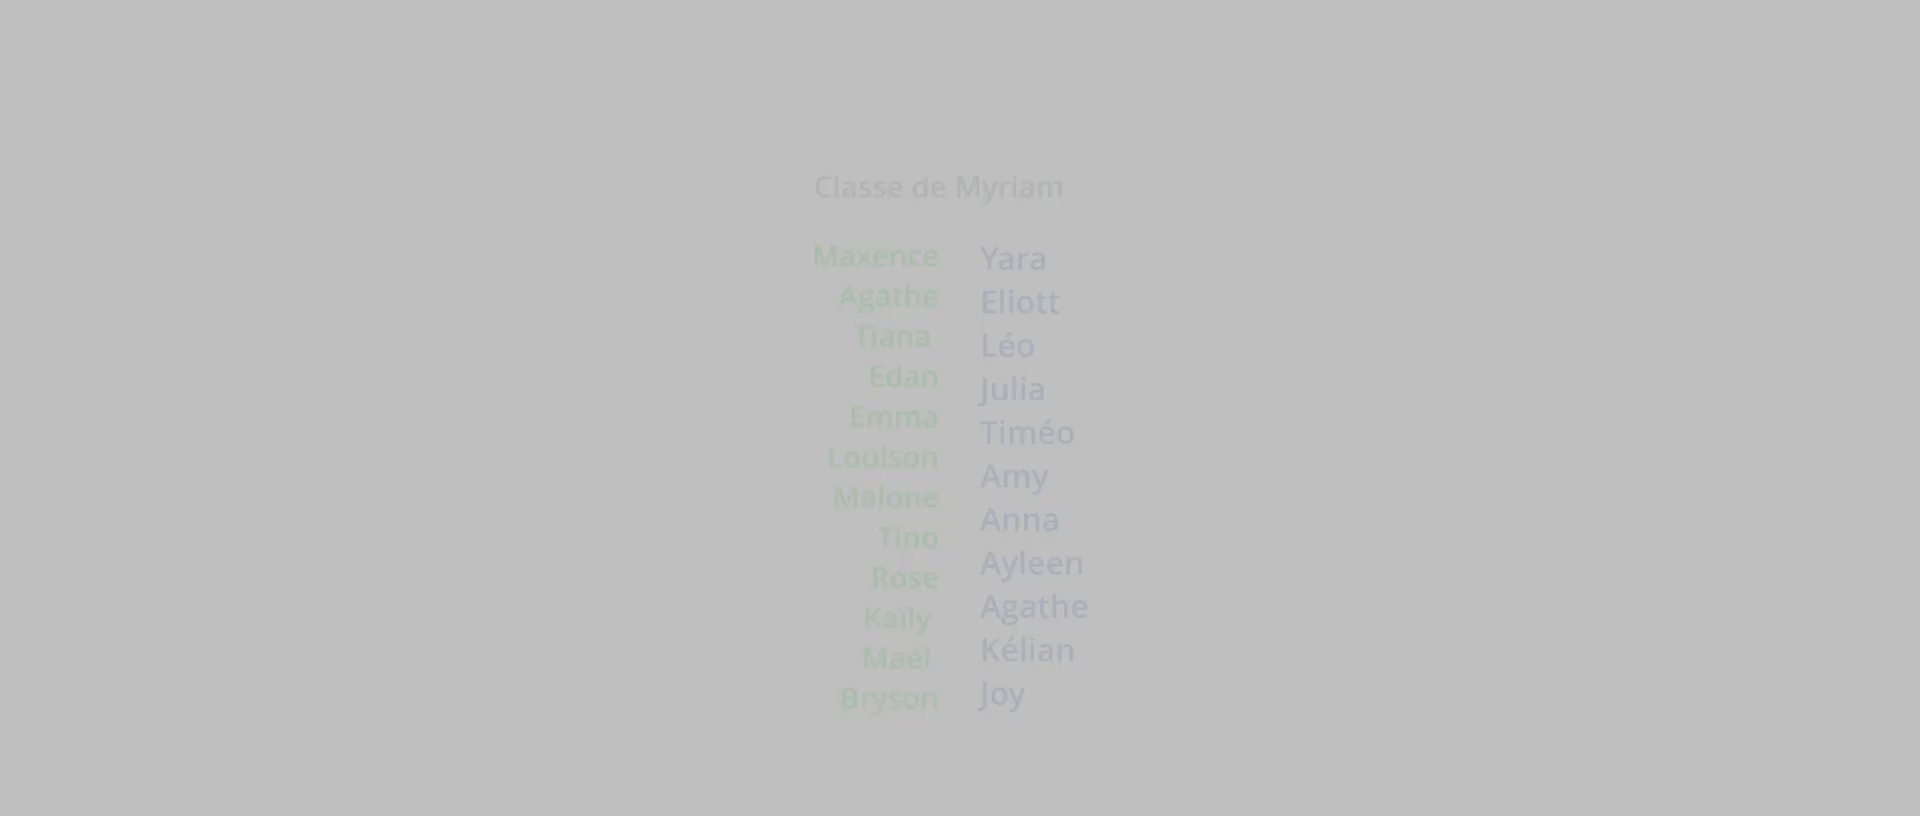 Classe de Myriam
Maxence
Agathe
Tiana
Edan
Emma
Louison
Malone
Tino
Rose
Kaïly
Maël
Bryson
Yara
Eliott
Léo
Julia
Timéo
Amy
Anna
Ayleen
Agathe
Kélian
Joy